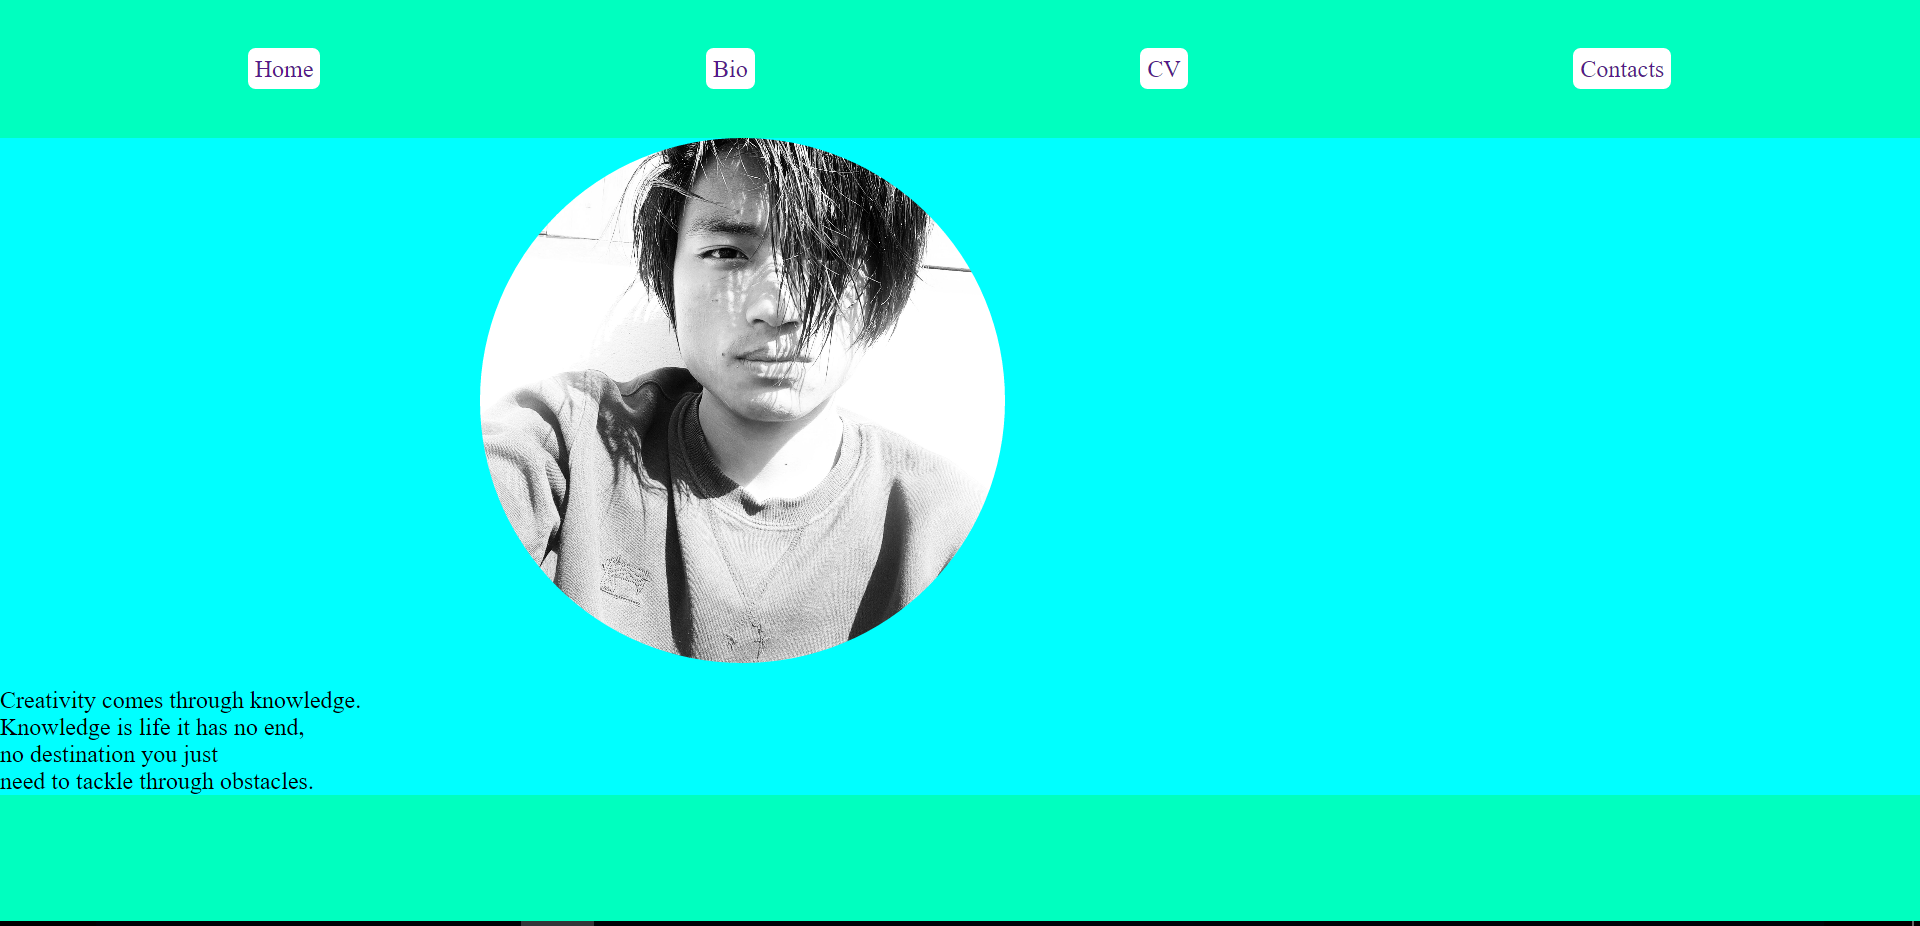 Home
Bio
CV
Contacts
Creativity comes through knowledge.
Knowledge is life it has no end,
no destination you just
need to tackle through obstacles.